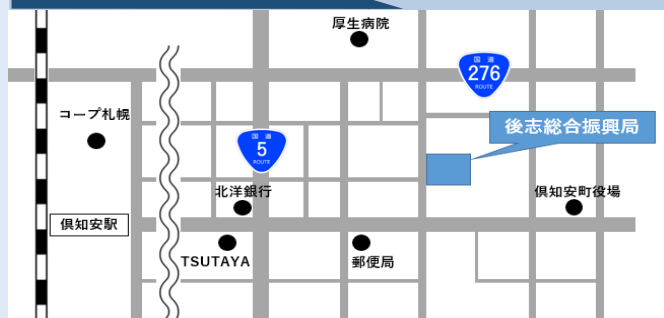 厚生病院
国道
276
ROUTE
コープ札幌
後志総合振興局
国道
5
ROUTE
北洋銀行
倶知安町役場
倶知安駅
TSUTAYA
郵便局